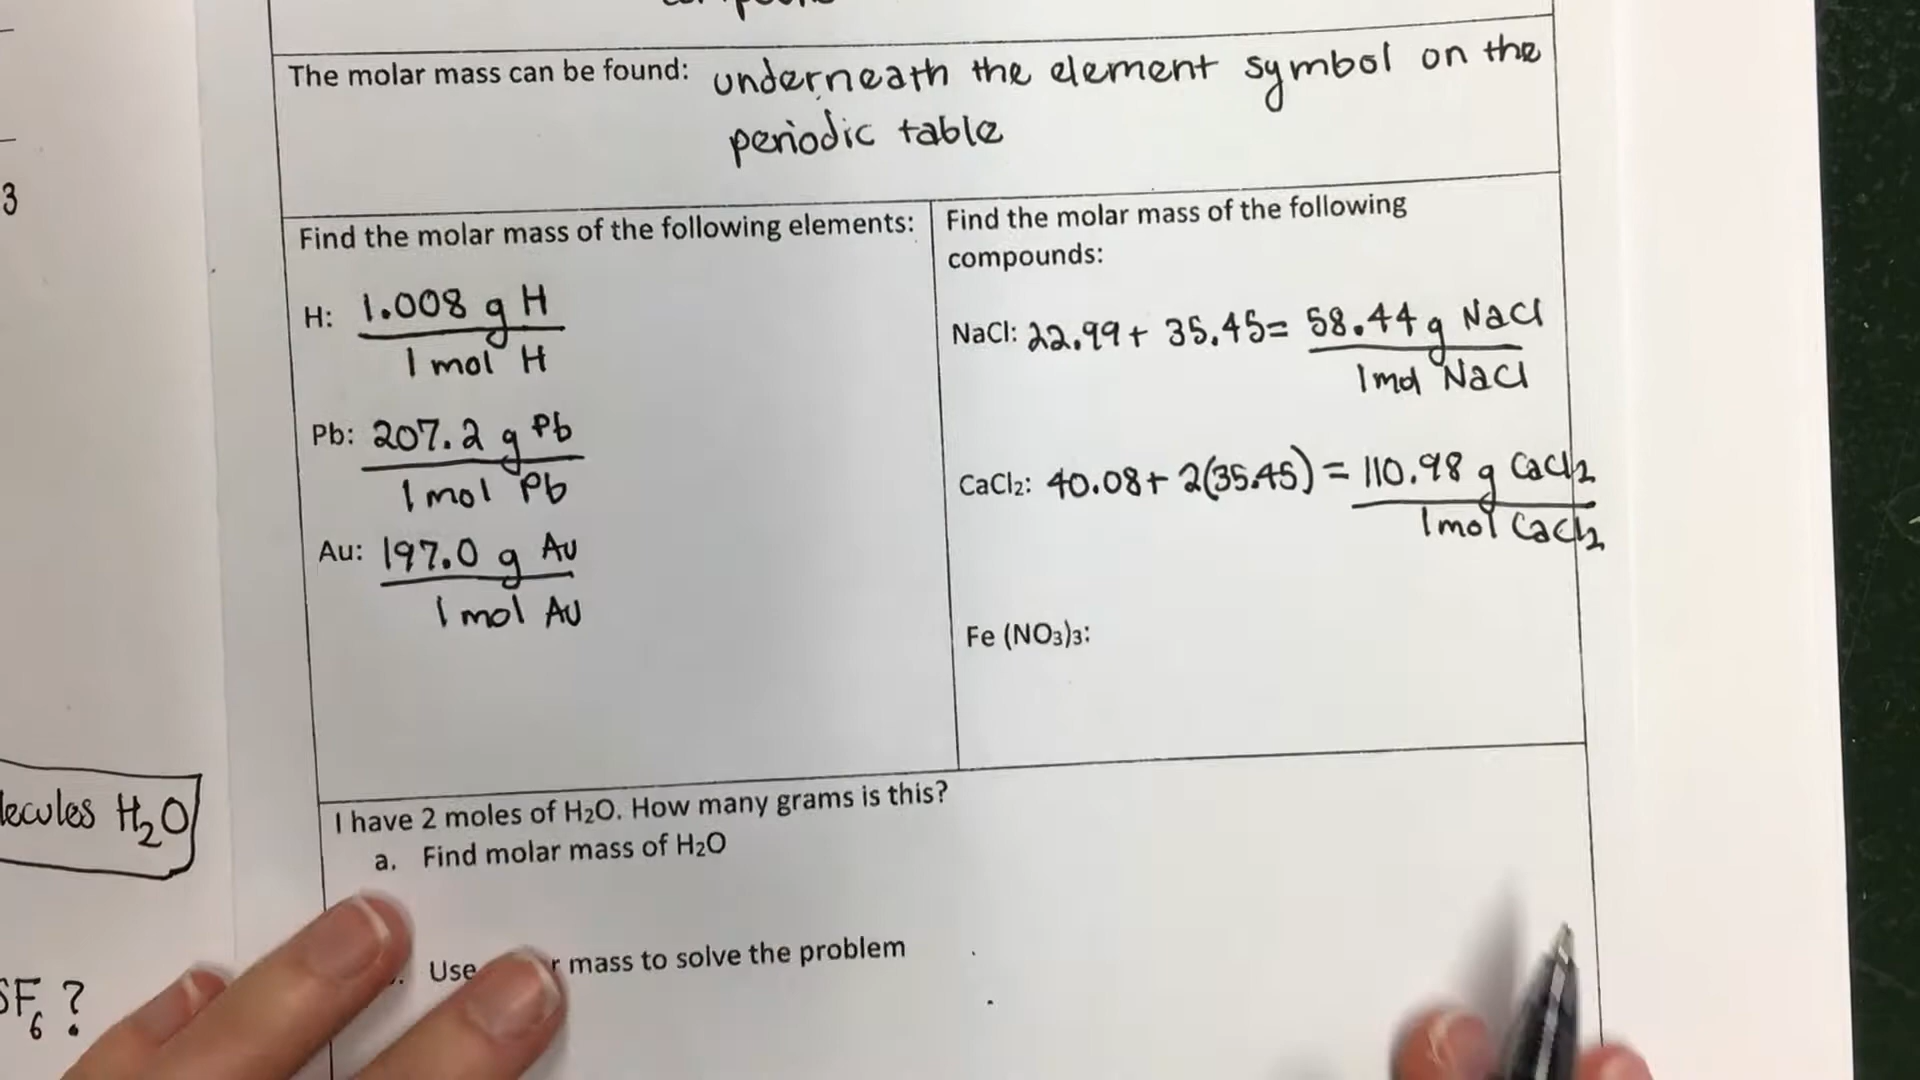 The molar mass can be found: underneath the element symbol on the
periodic table
3
Find the molar mass of the following elements:
H: 1.008 g H
1 mol H
Pb: 207.2 g Pb
1 mol Pb
Au: 197.0 g Au
1 mol Au
Find the molar mass of the following
compounds:
NaCl: 22.99 + 35.45 = 58.44 g NaCl
1 mol NaCl
CaCl₂: 40.08 + 2(35.45) = 110.98 g CaCl₂
1 mol CaCl₂
Fe (NO₃)₃:
I have 2 moles of H₂O. How many grams is this?
a. Find molar mass of H₂O
Use mass to solve the problem
H₂O
SF₆?